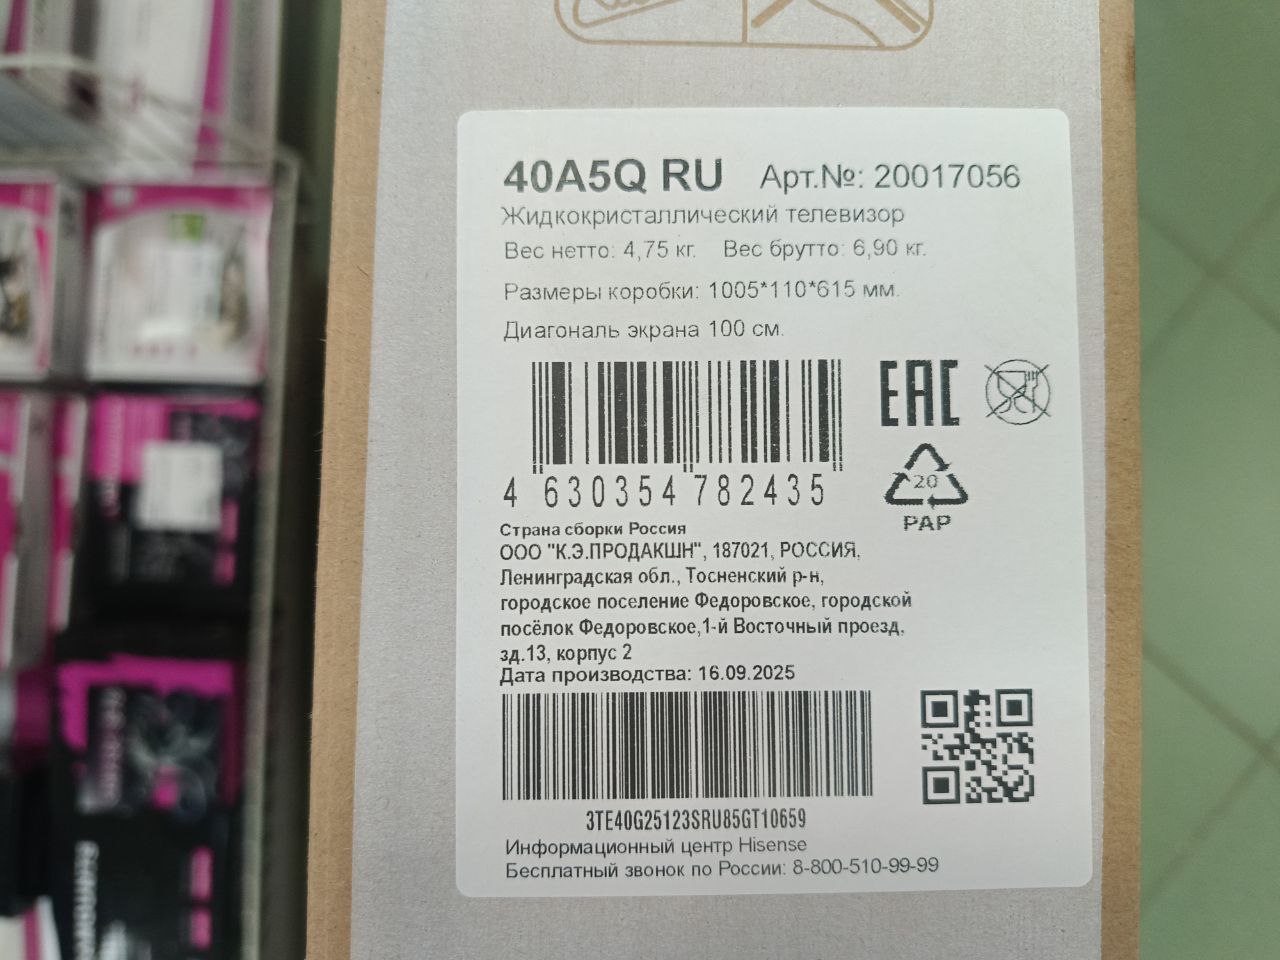 40A5Q RU Арт.№: 20017056
Жидкокристаллический телевизор
Вес нетто: 4,75 кг. Вес брутто: 6,90 кг.
Размеры коробки: 1005*110*615 мм.
Диагональ экрана 100 см.
EAC
4 630354 782435
20
PAP
Страна сборки Россия
ООО "К.Э.ПРОДАКШН", 187021, РОССИЯ,
Ленинградская обл., Тосненский р-н,
городское поселение Федоровское, городской
посёлок Федоровское,1-й Восточный проезд,
зд.13, корпус 2
Дата производства: 16.09.2025
3TE40G25123SRU85GT10659
Информационный центр Hisense
Бесплатный звонок по России: 8-800-510-99-99